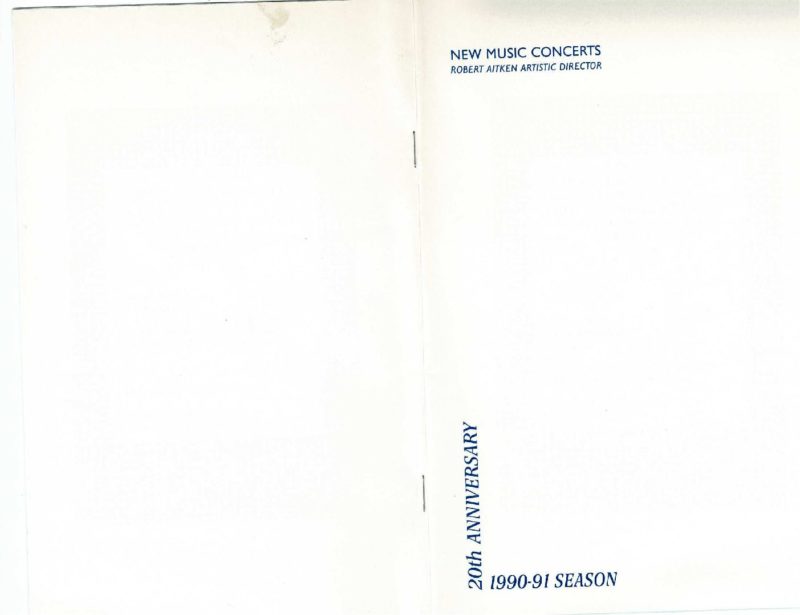 NEW MUSIC CONCERTS
ROBERT AITKEN ARTISTIC DIRECTOR
20th ANNIVERSARY
1990-91 SEASON